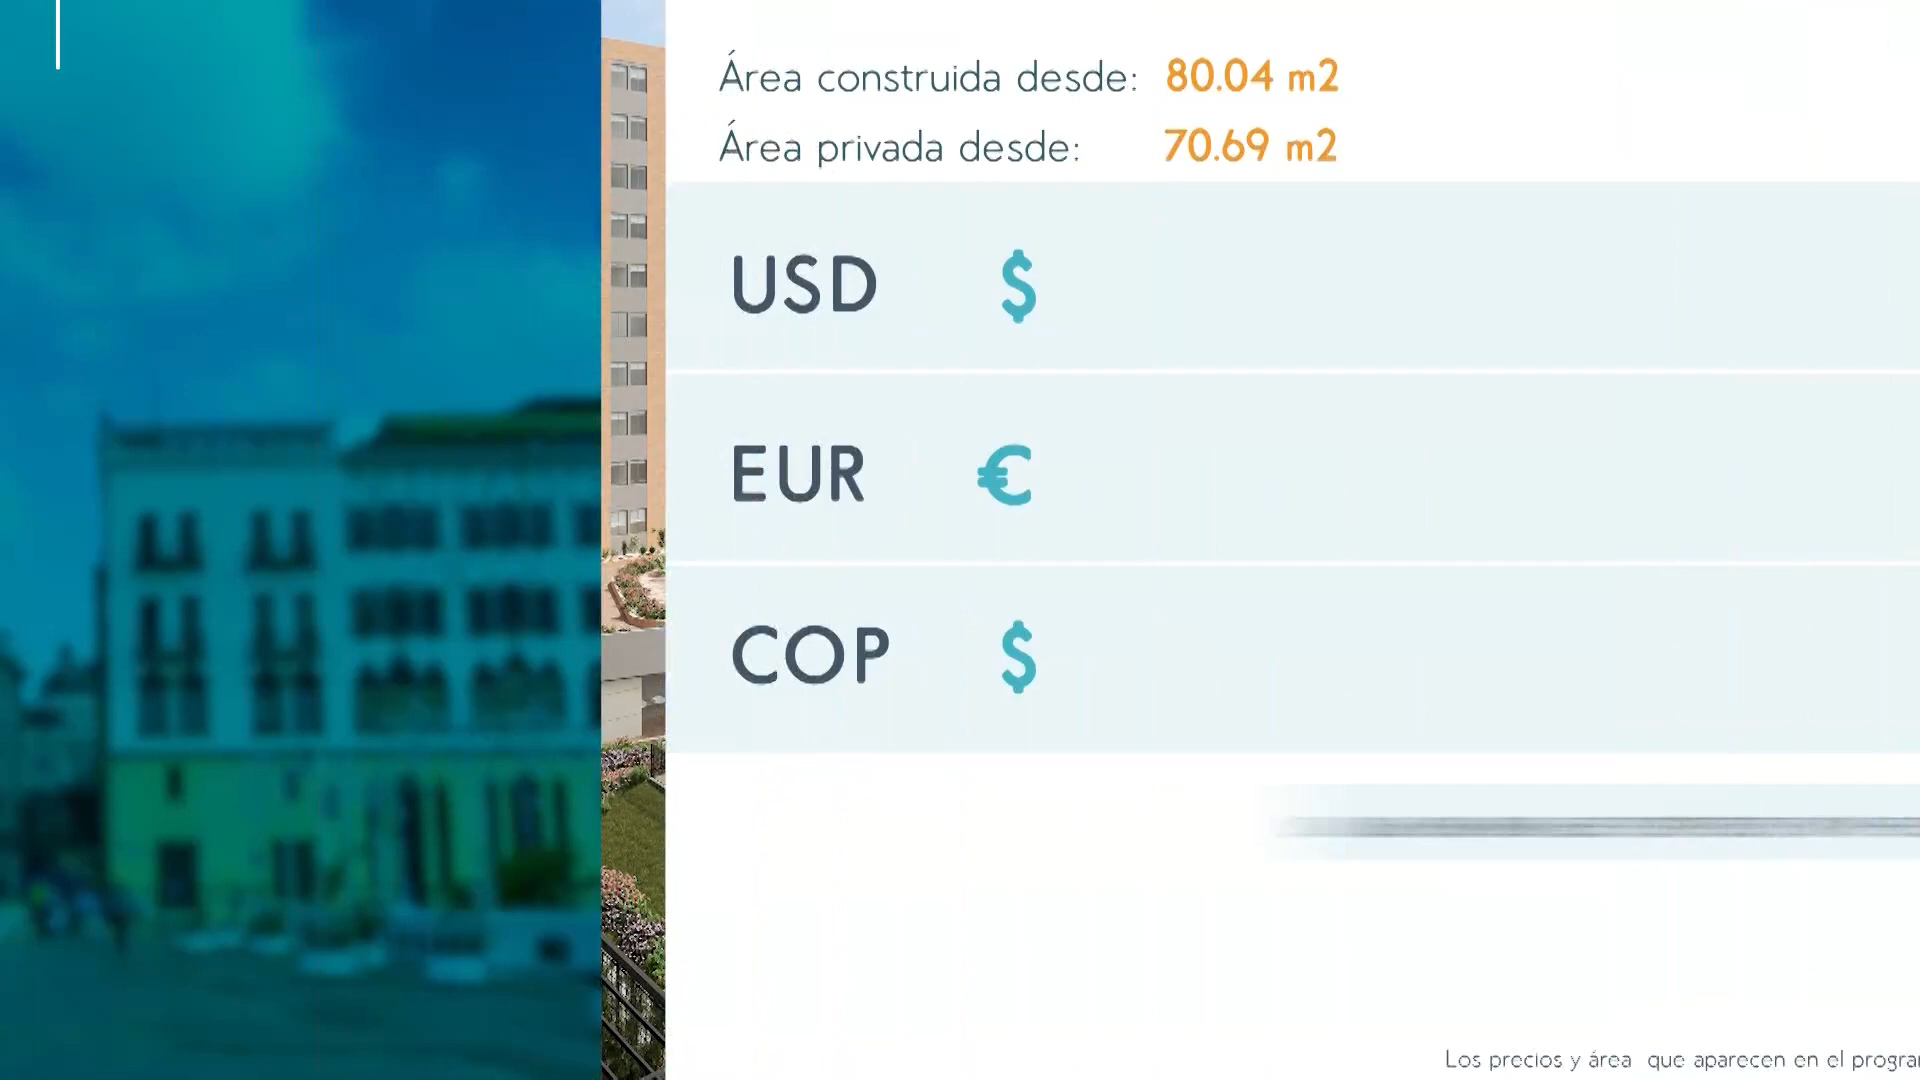 Área construida desde: 80.04 m2
Área privada desde: 70.69 m2
USD $
EUR €
COP $
Los precios y área que aparecen en el